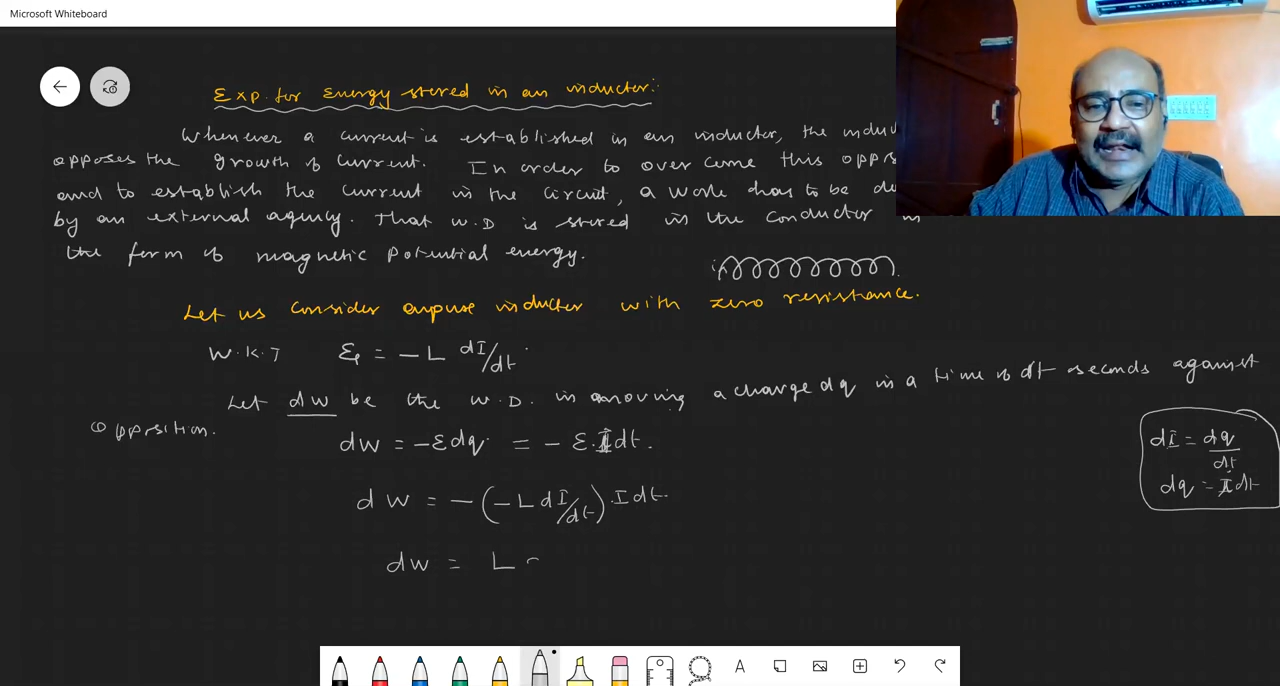 Microsoft Whiteboard
Exp. for Energy stored in an inductor:
Whenever a current is established in an inductor, the induc
opposes the growth of current. In order to over come this oppos
and to establish the current in the circuit, a work has to be do
by an external agency. That W.D is stored in the conductor in
the form of magnetic potential energy.
Let us consider inductor with zero resistance.
W.K.T ε = - L dI/dt
Let dw be the W.D. in moving a charge dq in a time of dt seconds against
opposition.
dI = dq/dt
dq = I dt
dw = -εdq = - ε.Idt.
dw = - (-L dI/dt) . I dt.
dw = L
A